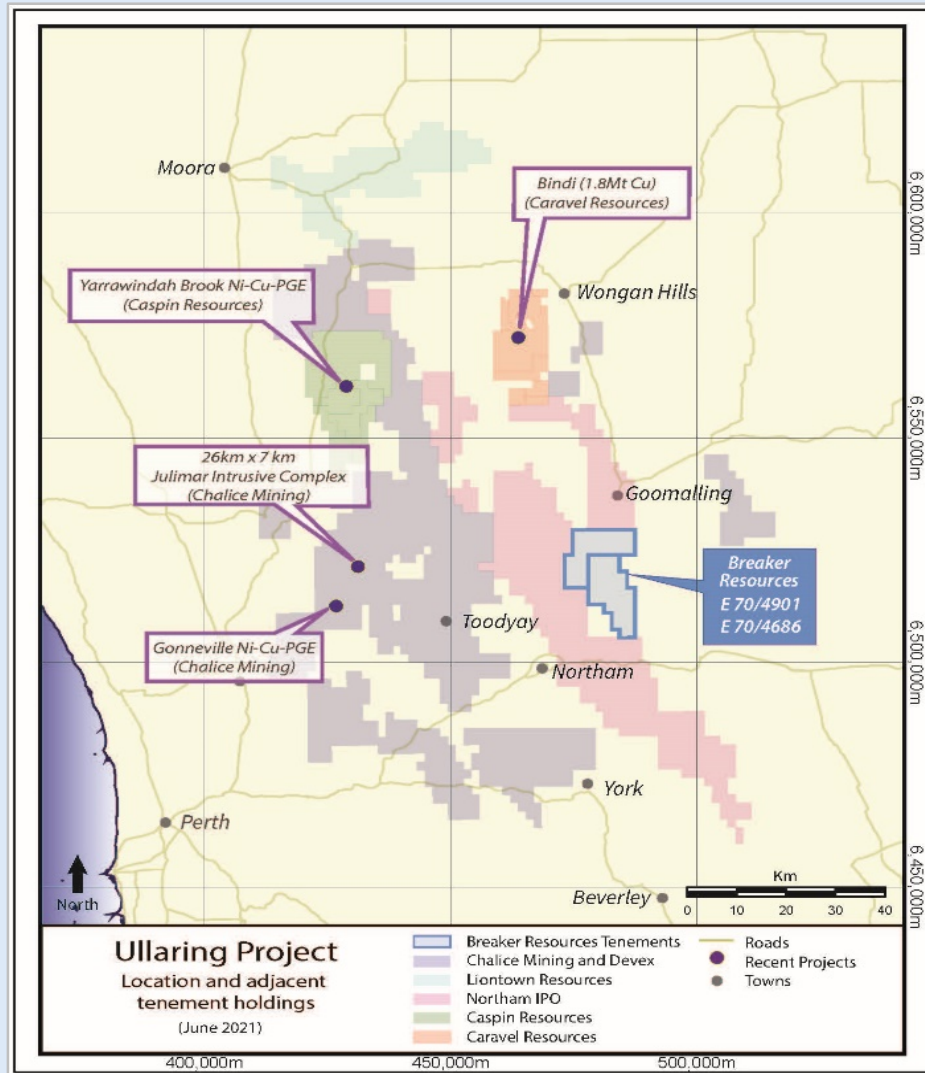 Moora
Bindi (1.8Mt Cu)
(Caravel Resources)
6,600,000m
Yarrawindah Brook Ni-Cu-PGE
(Caspin Resources)
Wongan Hills
6,550,000m
26km x 7 km
Julimar Intrusive Complex
(Chalice Mining)
Goomalling
Breaker
Resources
E 70/4901
E 70/4686
Toodyay
Gonneville Ni-Cu-PGE
(Chalice Mining)
Northam
6,500,000m
York
Perth
North
Beverley
6,450,000m
Km
0 10 20 30 40
Ullaring Project
Location and adjacent
tenement holdings
(June 2021)
Breaker Resources Tenements
Chalice Mining and Devex
Liontown Resources
Northam IPO
Caspin Resources
Caravel Resources
Roads
Recent Projects
Towns
400,000m 450,000m 500,000m